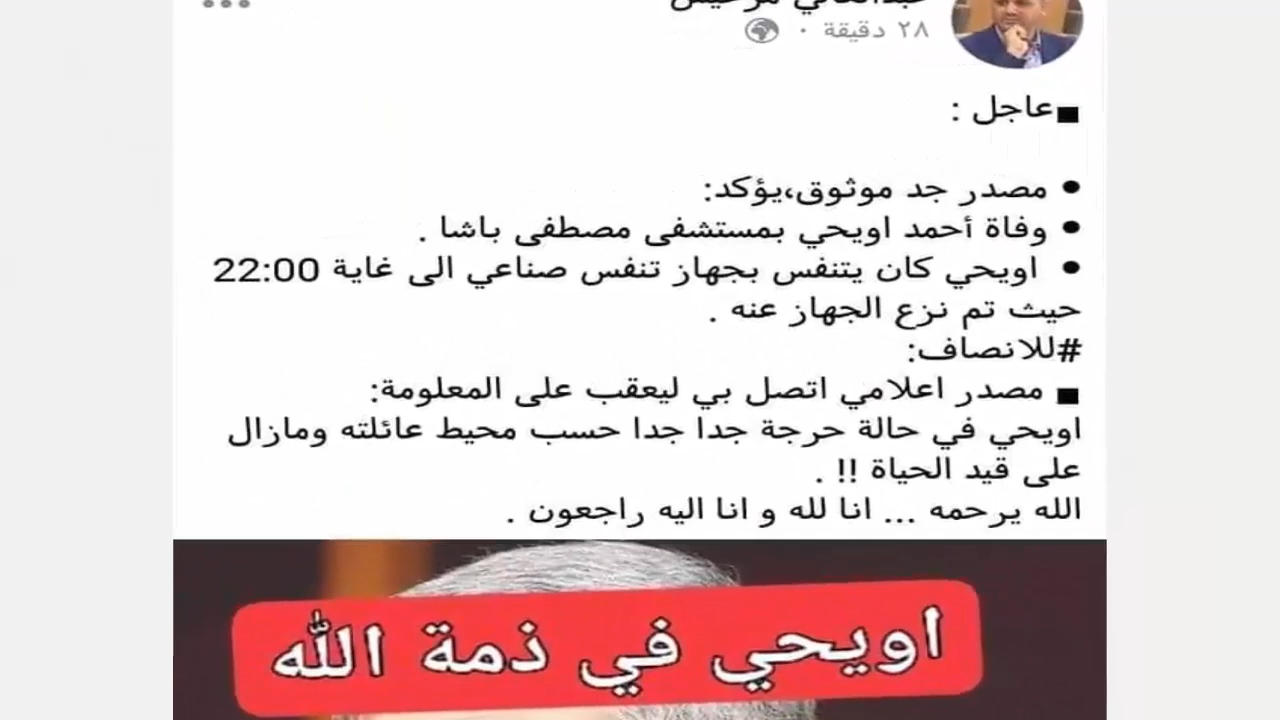 ٢٨ دقيقة ·
▪عاجل :
• مصدر جد موثوق،يؤكد:
• وفاة أحمد اويحي بمستشفى مصطفى باشا .
• اويحي كان يتنفس بجهاز تنفس صناعي الى غاية 22:00
حيث تم نزع الجهاز عنه .
#للانصاف:
▪ مصدر اعلامي اتصل بي ليعقب على المعلومة:
اويحي في حالة حرجة جدا جدا حسب محيط عائلته ومازال
على قيد الحياة !! .
الله يرحمه ... انا لله و انا اليه راجعون .
اويحي في ذمة الله